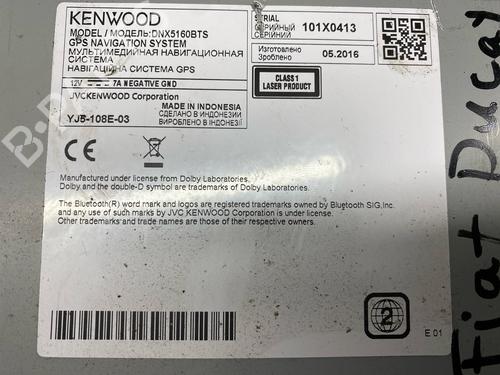 KENWOOD
MODEL / МОДЕЛЬ:DNX5160BTS
GPS NAVIGATION SYSTEM
МУЛЬТИМЕДИЙНАЯ НАВИГАЦИОННАЯ
СИСТЕМА
НАВІГАЦІЙНА СИСТЕМА GPS
12V 7A NEGATIVE GND
JVCKENWOOD Corporation
YJ5-108E-03
MADE IN INDONESIA
СДЕЛАНО В ИНДОНЕЗИИ
ВИРОБЛЕНО В ІНДОНЕЗІЇ
SERIAL
СЕРИЙНЫЙ
СЕРІЙНИЙ
101X0413
Изготовлено
Зроблено
05.2016
CLASS 1
LASER PRODUCT
CE
Manufactured under license from Dolby Laboratories.
Dolby and the double-D symbol are trademarks of Dolby Laboratories.
The Bluetooth(R) word mark and logos are registered trademarks owned by Bluetooth SIG,Inc.
and any use of such marks by JVC KENWOOD Corporation is under license.
Other trademarks and trade names are those of their respective owners.
2
E 01
Fiat Ducay